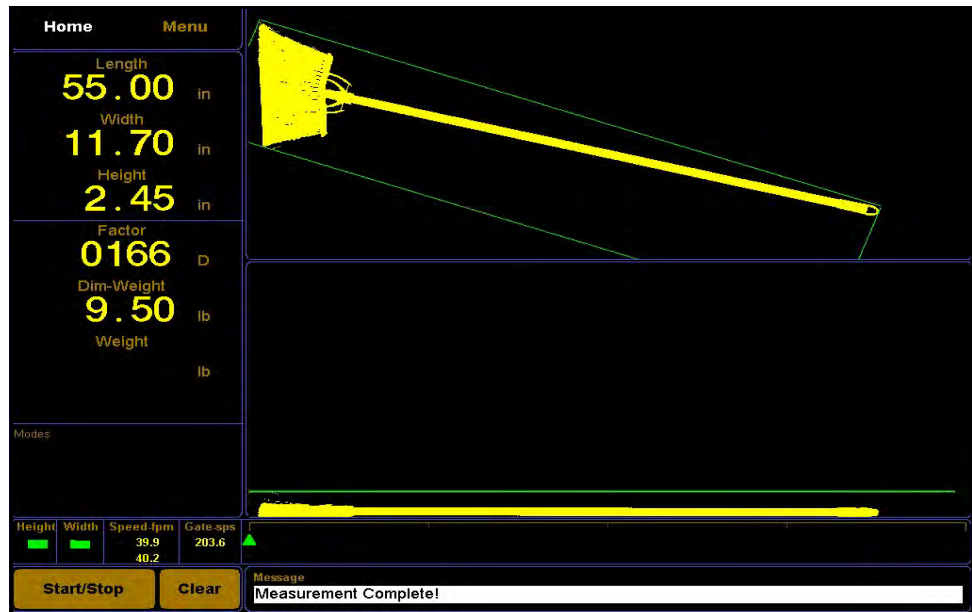 Home Menu
Length
55.00 in
Width
11.70 in
Height
2.45 in
Factor
0166 D
Dim-Weight
9.50 lb
Weight
lb
Modes
Height Width Speed-fpm Gate-sps
39.9 203.6
40.2
Start/Stop Clear
Message
Measurement Complete!